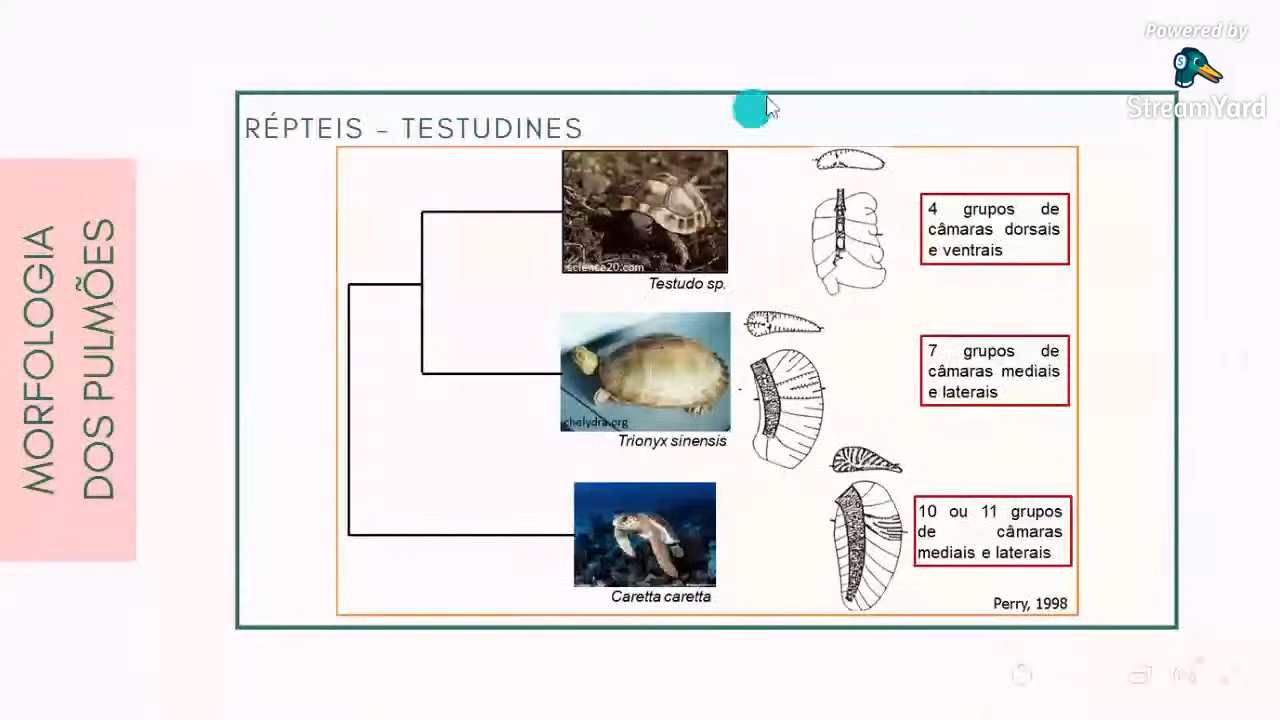 Powered by
StreamYard
RÉPTEIS - TESTUDINES
MORFOLOGIA
DOS PULMÕES
science20.com
Testudo sp.
4 grupos de
câmaras dorsais
e ventrais
chelydra.org
Trionyx sinensis
7 grupos de
câmaras mediais
e laterais
Caretta caretta
10 ou 11 grupos
de câmaras
mediais e laterais
Perry, 1998